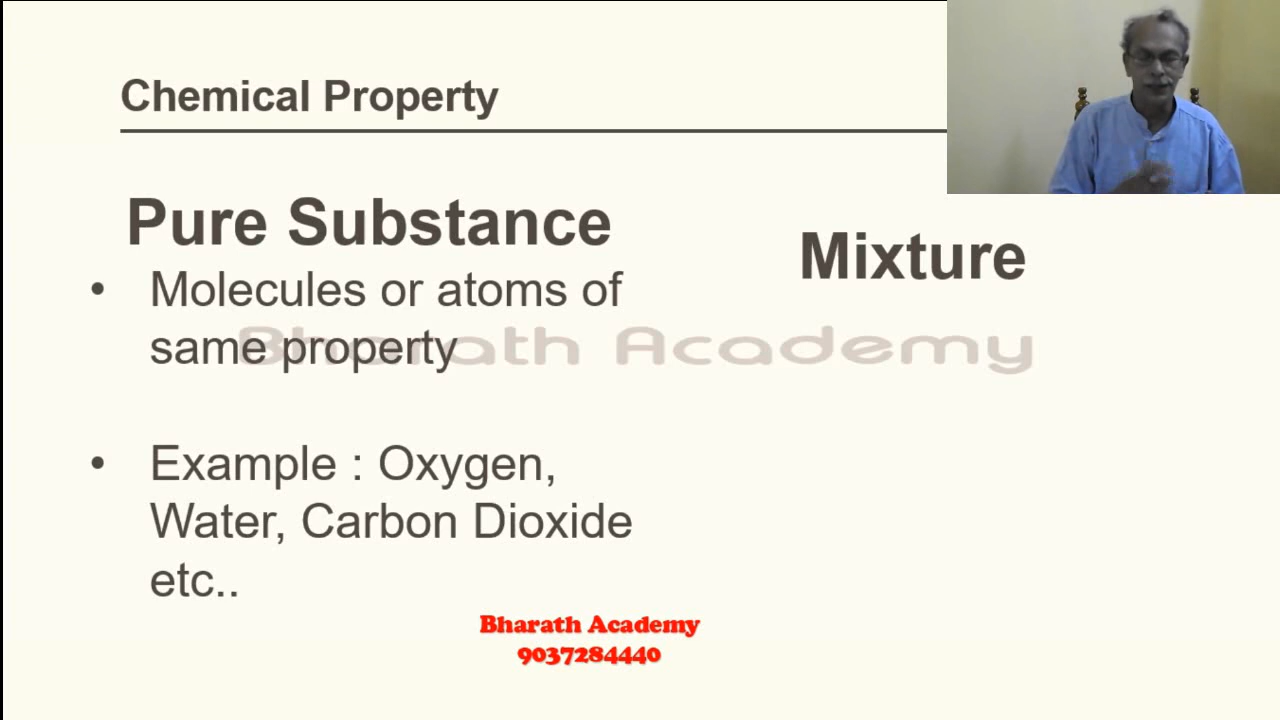 Chemical Property
Pure Substance
• Molecules or atoms of
same property
• Example : Oxygen,
Water, Carbon Dioxide
etc..
Mixture
Bharath Academy
Bharath Academy
9037284440